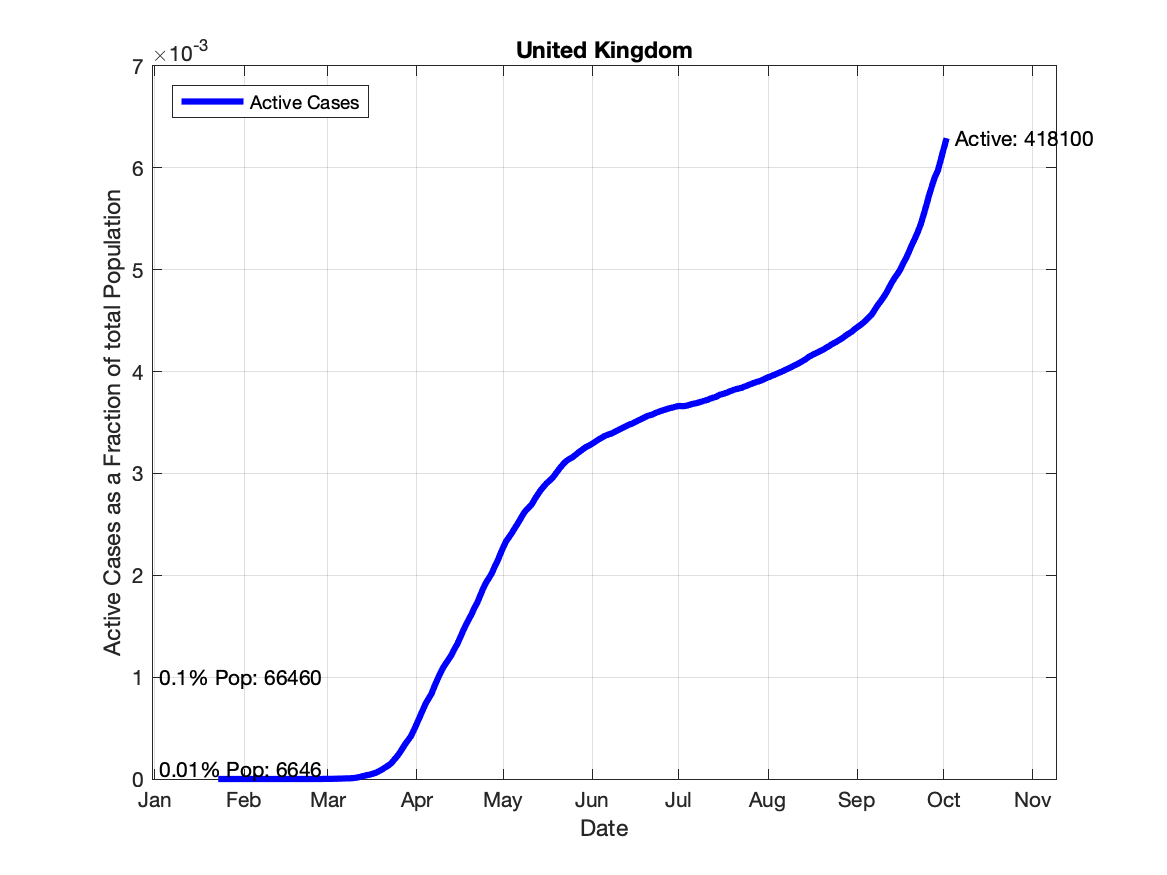 United Kingdom
×10-3
7
6
5
4
3
2
1
0
Active Cases
Active: 418100
0.1% Pop: 66460
0.01% Pop: 6646
Active Cases as a Fraction of total Population
Jan Feb Mar Apr May Jun Jul Aug Sep Oct Nov
Date